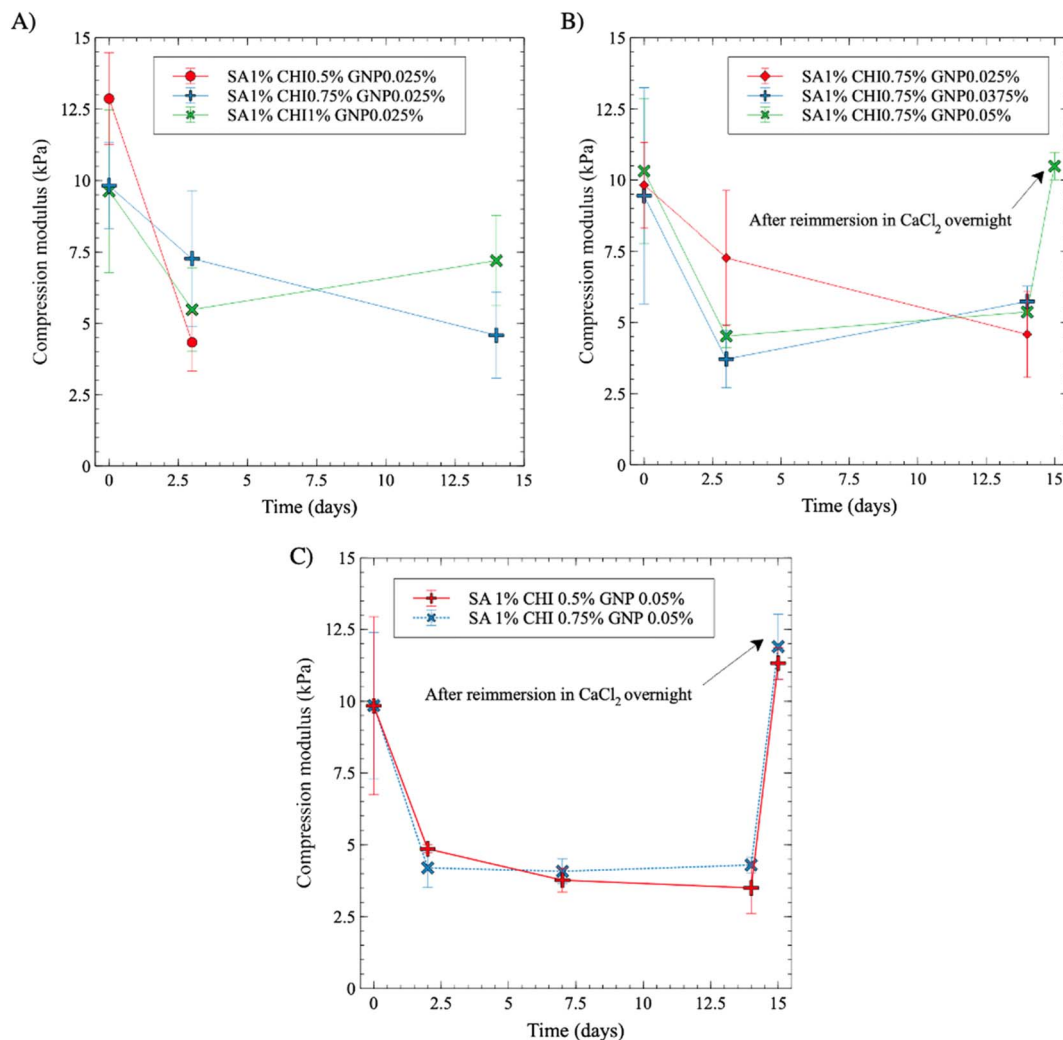 A)
SA1% CHI0.5% GNP0.025%
SA1% CHI0.75% GNP0.025%
SA1% CHI1% GNP0.025%
Compression modulus (kPa)
15
12.5
10
7.5
5
2.5
0
0 2.5 5 7.5 10 12.5 15
Time (days)
B)
SA1% CHI0.75% GNP0.025%
SA1% CHI0.75% GNP0.0375%
SA1% CHI0.75% GNP0.05%
After reimmersion in CaCl₂ overnight
Compression modulus (kPa)
15
12.5
10
7.5
5
2.5
0
0 2.5 5 7.5 10 12.5 15
Time (days)
C)
SA 1% CHI 0.5% GNP 0.05%
SA 1% CHI 0.75% GNP 0.05%
After reimmersion in CaCl₂ overnight
Compression modulus (kPa)
15
12.5
10
7.5
5
2.5
0
0 2.5 5 7.5 10 12.5 15
Time (days)